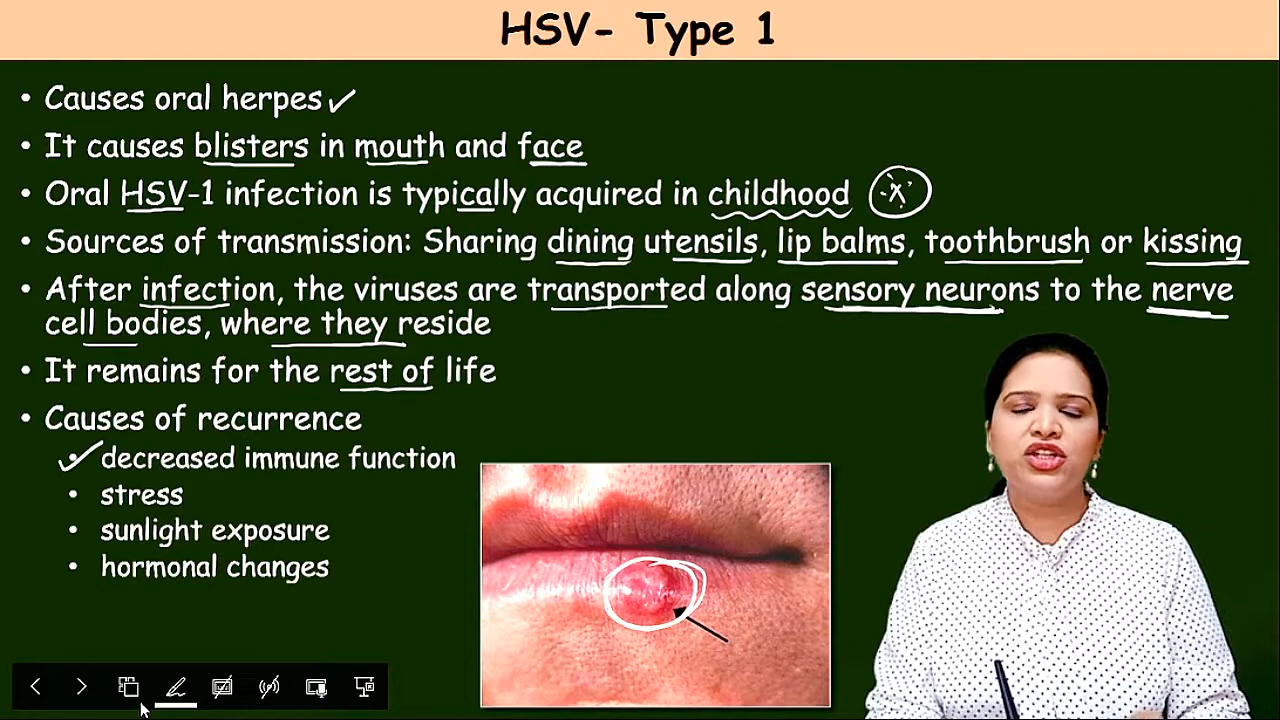 HSV- Type 1
• Causes oral herpes
• It causes blisters in mouth and face
• Oral HSV-1 infection is typically acquired in childhood
• Sources of transmission: Sharing dining utensils, lip balms, toothbrush or kissing
• After infection, the viruses are transported along sensory neurons to the nerve
cell bodies, where they reside
• It remains for the rest of life
• Causes of recurrence
• decreased immune function
• stress
• sunlight exposure
• hormonal changes